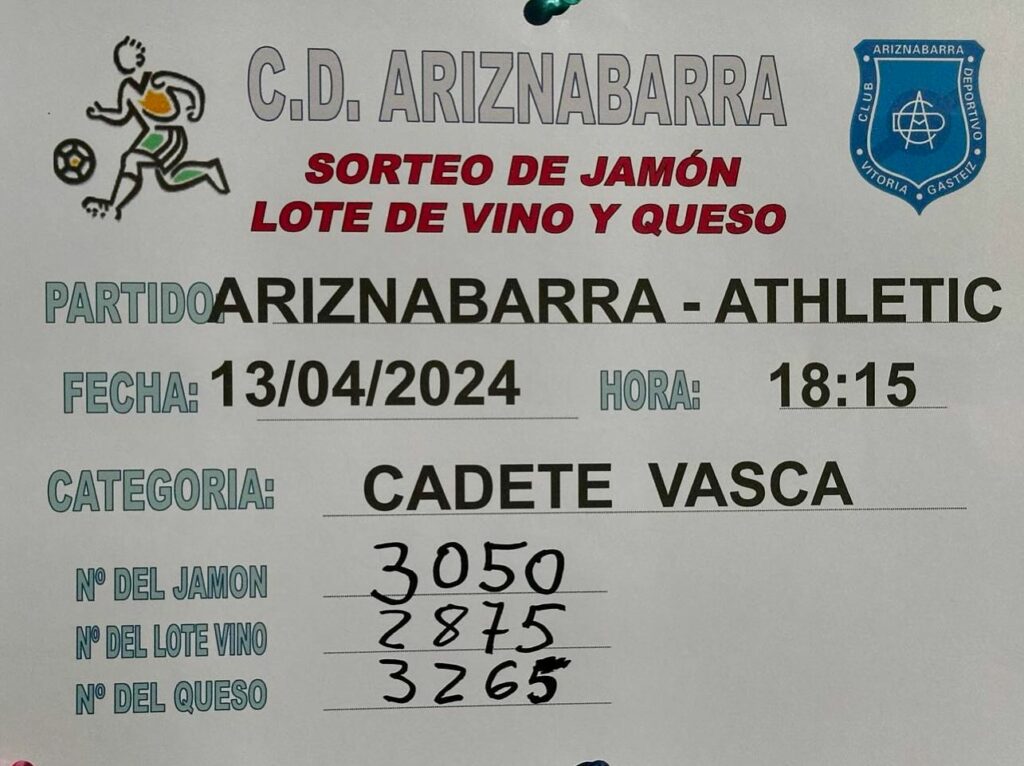 C.D. ARIZNABARRA
ARIZNABARRA
CLUB
DEPORTIVO
VITORIA
GASTEIZ
SORTEO DE JAMÓN
LOTE DE VINO Y QUESO
PARTIDO ARIZNABARRA - ATHLETIC
FECHA: 13/04/2024 HORA: 18:15
CATEGORIA: CADETE VASCA
Nº DEL JAMON 3050
Nº DEL LOTE VINO 2875
Nº DEL QUESO 3265